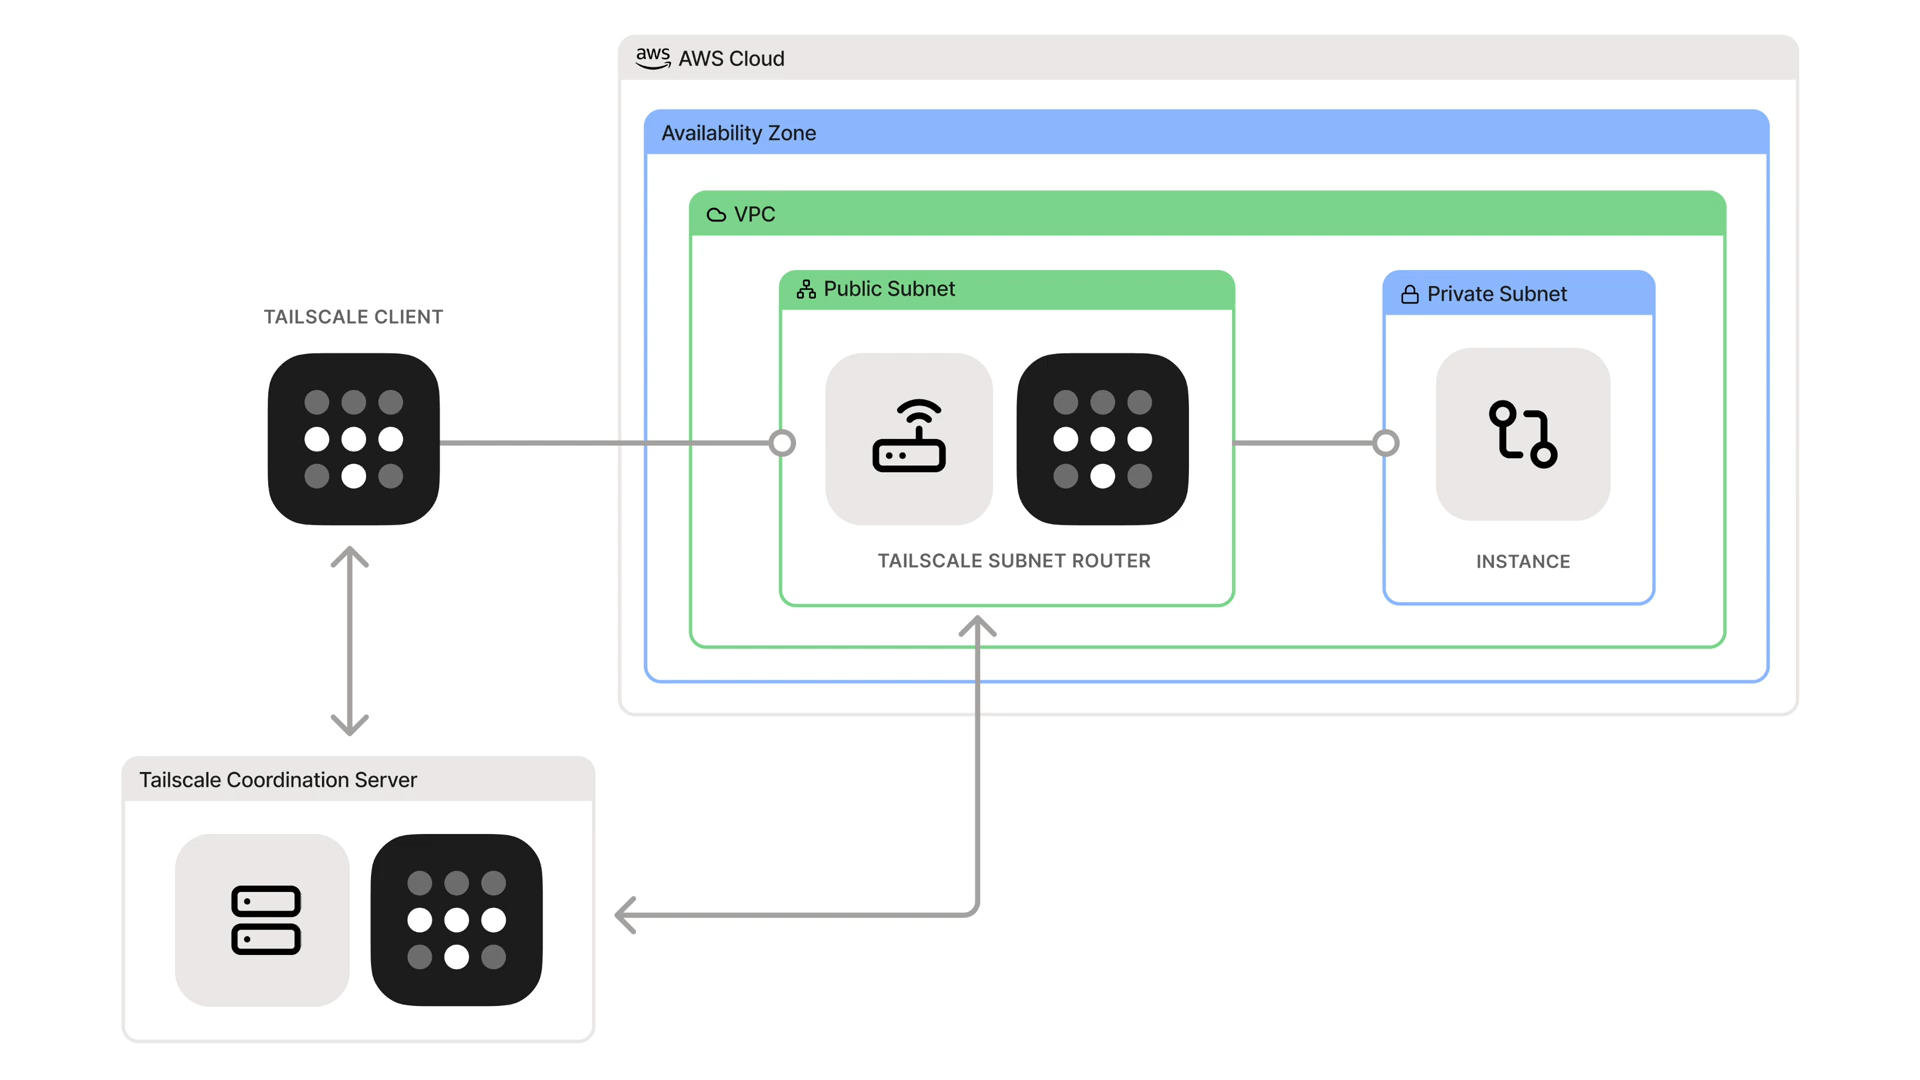 aws AWS Cloud
Availability Zone
VPC
Public Subnet
Private Subnet
TAILSCALE CLIENT
TAILSCALE SUBNET ROUTER
INSTANCE
Tailscale Coordination Server